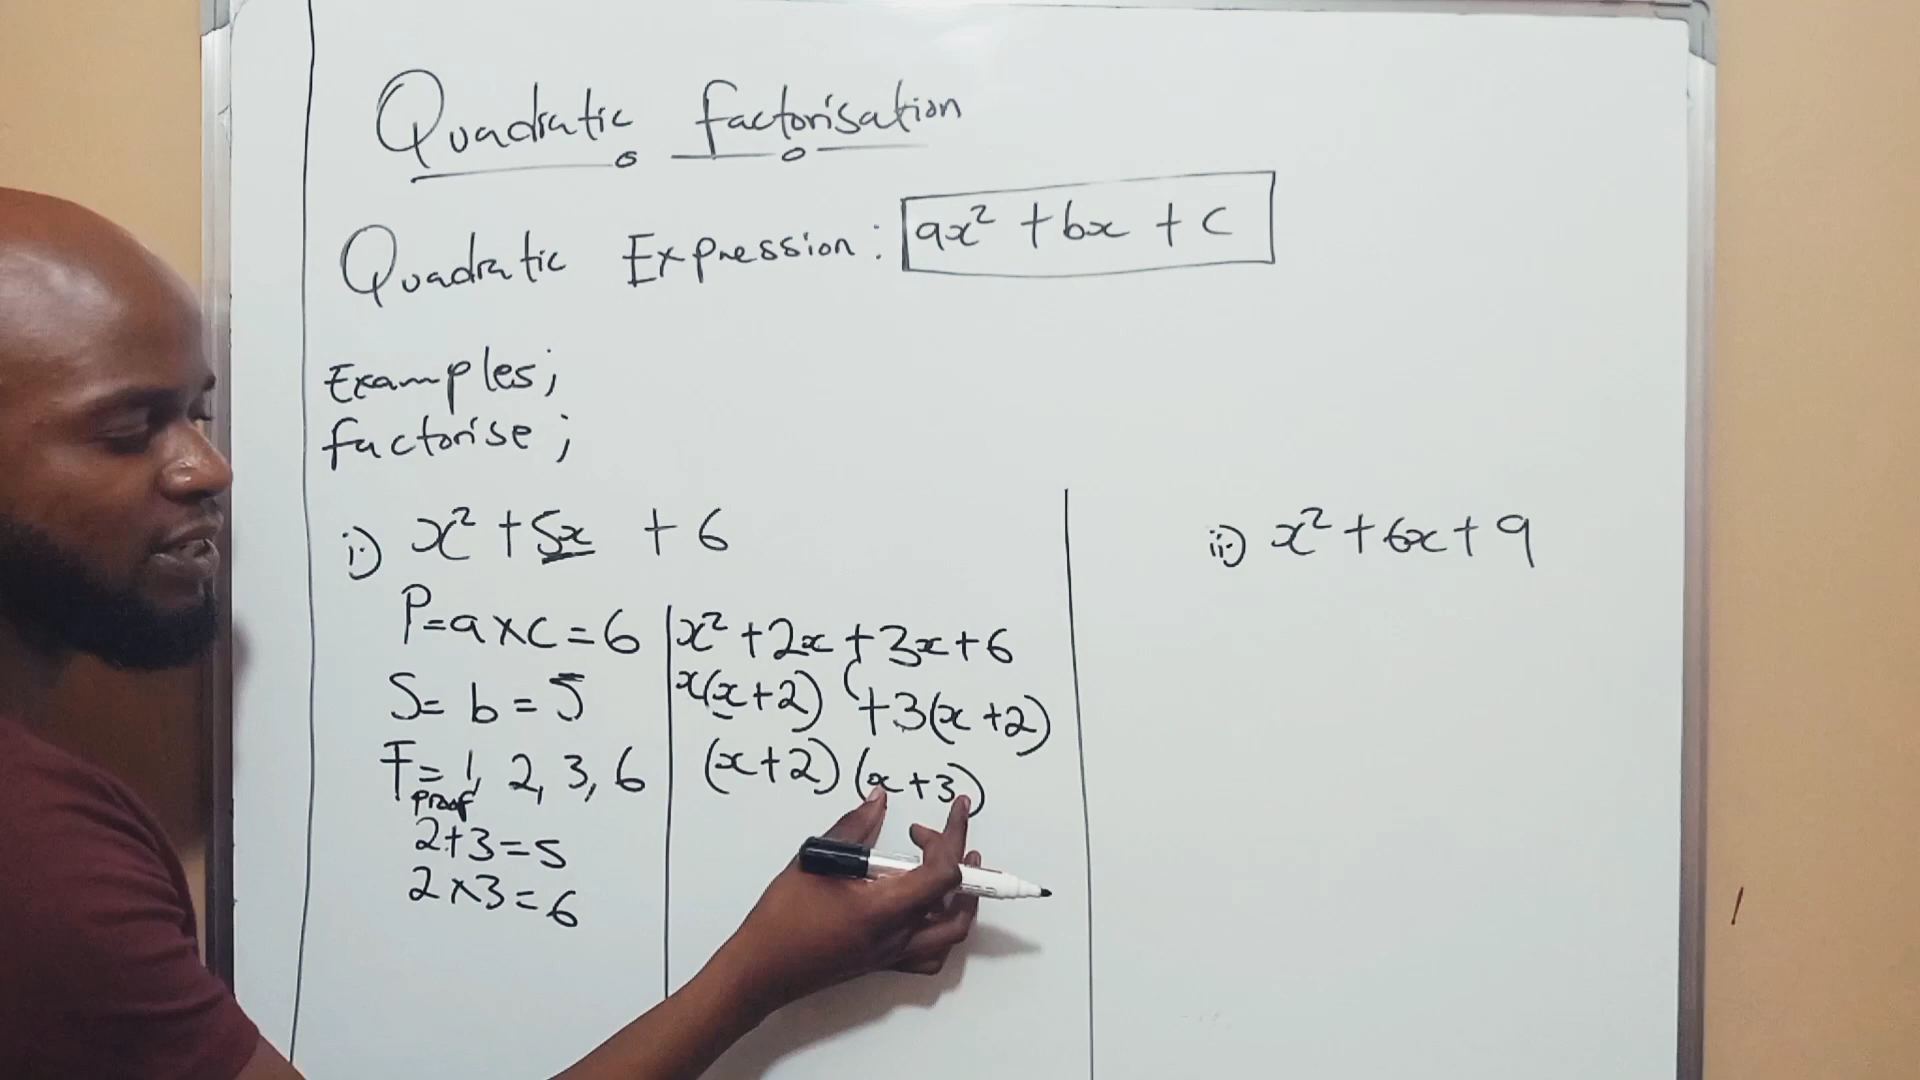 Quadratic factorisation
Quadratic Expression: ax² + bx + c
Examples;
factorise;
i.) x² + 5x + 6
P = a × c = 6
S = b = 5
F = 1, 2, 3, 6
proof
2 + 3 = 5
2 × 3 = 6
x² + 2x + 3x + 6
x(x + 2) + 3(x + 2)
(x + 2) (x + 3)
ii.) x² + 6x + 9